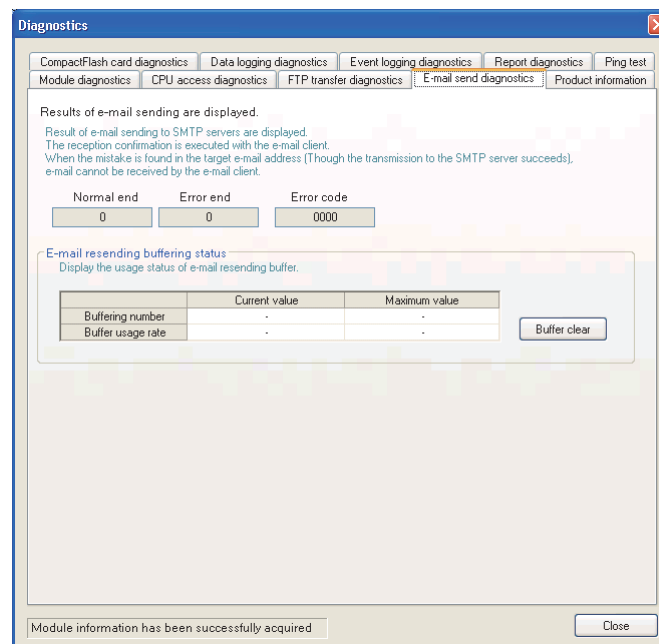 Diagnostics
CompactFlash card diagnostics Data logging diagnostics Event logging diagnostics Report diagnostics Ping test
Module diagnostics CPU access diagnostics FTP transfer diagnostics E-mail send diagnostics Product information
Results of e-mail sending are displayed.
Result of e-mail sending to SMTP servers are displayed.
The reception confirmation is executed with the e-mail client.
When the mistake is found in the target e-mail address (Though the transmission to the SMTP server succeeds),
e-mail cannot be received by the e-mail client.
Normal end Error end Error code
0 0 0000
E-mail resending buffering status
Display the usage status of e-mail resending buffer.
Current value Maximum value
Buffering number - -
Buffer usage rate - -
Buffer clear
Module information has been successfully acquired
Close